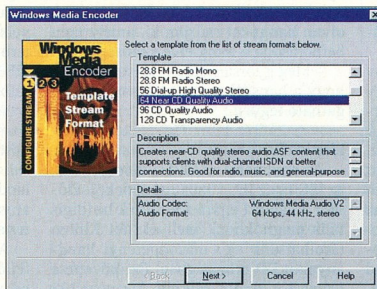 Windows Media Encoder
Select a template from the list of stream formats below.
Template
28.8 FM Radio Mono
28.8 FM Radio Stereo
56 Dial-up High Quality Stereo
64 Near CD Quality Audio
96 CD Quality Audio
128 CD Transparency Audio
Windows
Media
Encoder
1 2 3
Template
Stream
Format
CONFIGURE STREAM
Description
Creates near-CD quality stereo audio ASF content that
supports clients with dual-channel ISDN or better
connections. Good for radio, music, and general-purpose
Details
Audio Codec: Windows Media Audio V2
Audio Format: 64 kbps, 44 kHz, stereo
< Back
Next >
Cancel
Help